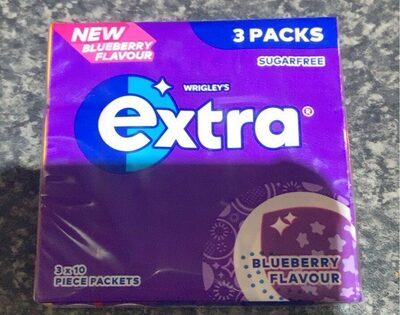 NEW
BLUEBERRY
FLAVOUR
3 PACKS
SUGARFREE
WRIGLEY'S
extra®
3 x 10
PIECE PACKETS
BLUEBERRY
FLAVOUR